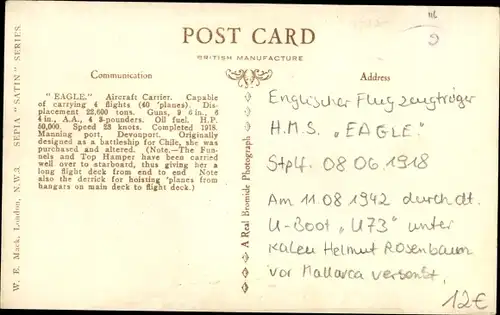 POST CARD
BRITISH MANUFACTURE
Communication
Address
"EAGLE." Aircraft Carrier. Capable
of carrying 4 flights (40 'planes). Dis-
placement 22,600 tons. Guns, 9 6 in., 6
4 in., A.A., 4 3-pounders. Oil fuel. H.P.
50,000. Speed 23 knots. Completed 1918.
Manning port, Devonport. Originally
designed as a battleship for Chile, she was
purchased and altered. (Note.—The Fun-
nels and Top Hamper have been carried
well over to starboard, thus giving her a
long flight deck from end to end Note
also the derrick for hoisting 'planes from
hangars on main deck to flight deck.)
W. E. Mack, London, N.W.3. SEPIA "SATIN" SERIES.
A Real Bromide Photograph
9
Englischer Flugzeugträger
H.M.S. „EAGLE"
Stpl. 08 06.1918
Am 11.08 1942 durch dt.
U-Boot „U73" unter
KaLeu Helmut Rosenbaum
vor Mallorca versenkt.
12€